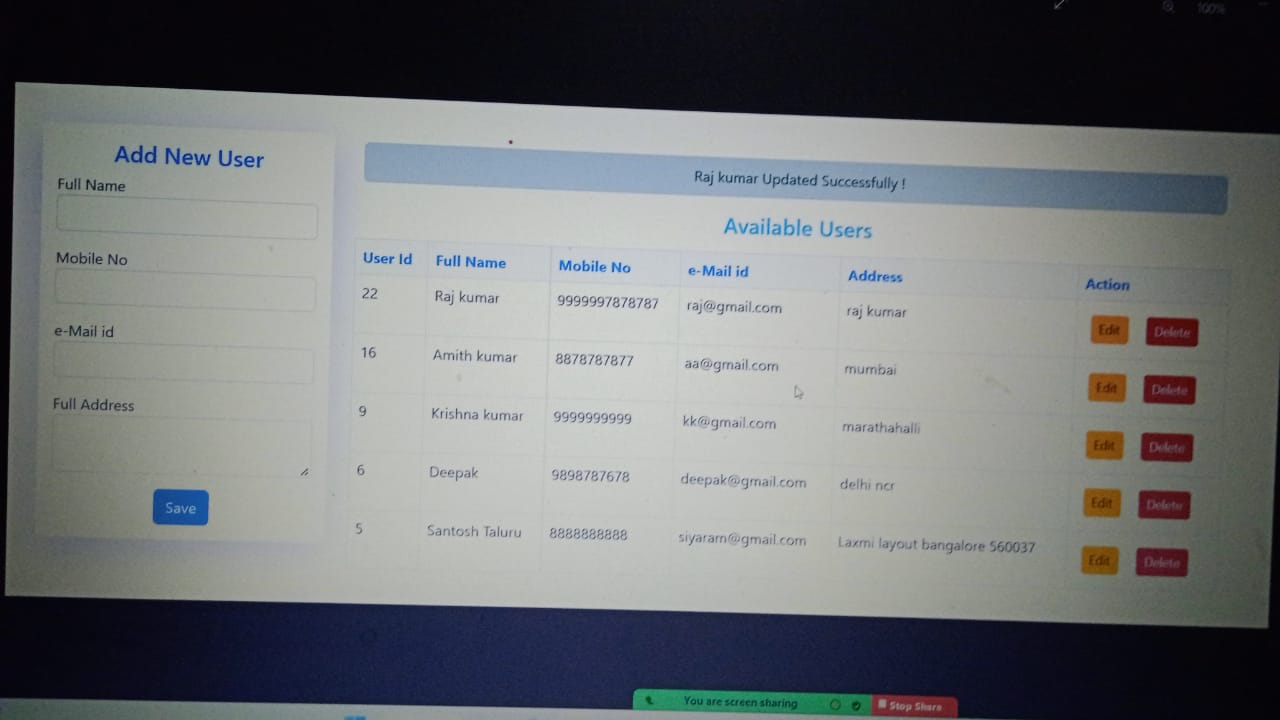 100%
Add New User
Full Name
Mobile No
e-Mail id
Full Address
Save
Raj kumar Updated Successfully !
Available Users
User Id Full Name Mobile No e-Mail id Address Action
22 Raj kumar 9999997878787 raj@gmail.com raj kumar Edit Delete
16 Amith kumar 8878787877 aa@gmail.com mumbai Edit Delete
9 Krishna kumar 9999999999 kk@gmail.com marathahalli Edit Delete
6 Deepak 9898787678 deepak@gmail.com delhi ncr Edit Delete
5 Santosh Taluru 8888888888 siyaram@gmail.com Laxmi layout bangalore 560037 Edit Delete
You are screen sharing Stop Share